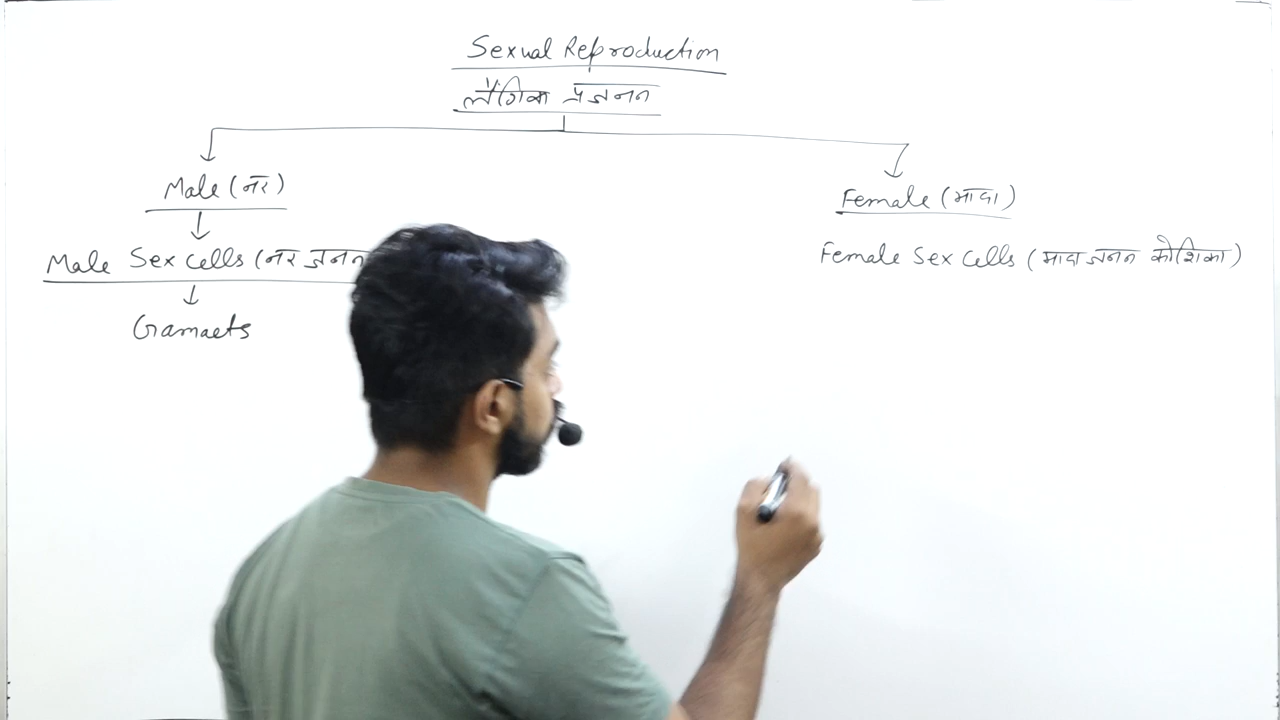 Sexual Reproduction
लैंगिक प्रजनन
Male (नर)
Female (मादा)
Male Sex cells (नर जनन
Female Sex Cells (मादा जनन कोशिका)
Gamaets